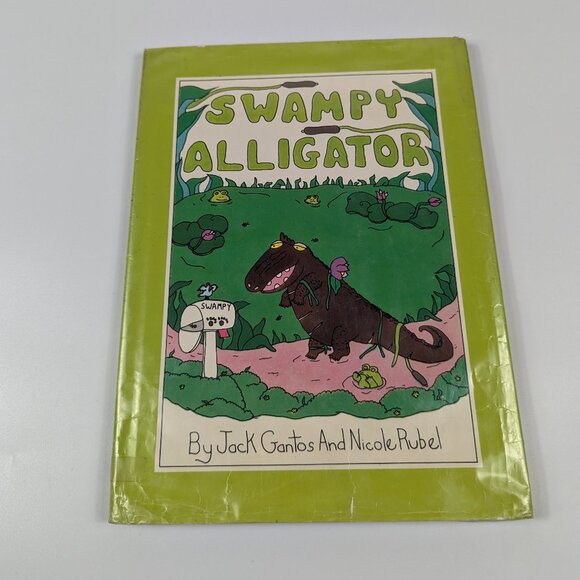 SWAMPY
ALLIGATOR
SWAMPY
By Jack Gantos And Nicole Rubel